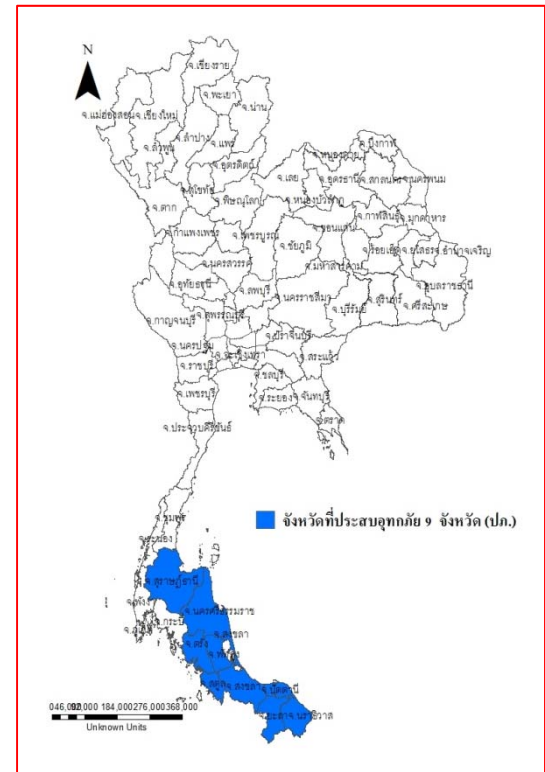 N
จ.เชียงราย
จ.พะเยา
จ.น่าน
จ.แม่ฮ่องสอน
จ.เชียงใหม่
จ.ลำปาง
จ.ลำพูน
จ.แพร่
จ.อุตรดิตถ์
จ.สุโขทัย
จ.ตาก
จ.พิษณุโลก
จ.กำแพงเพชร
จ.เพชรบูรณ์
จ.เลย
จ.หนองคาย
จ.บึงกาฬ
จ.อุดรธานี
จ.สกลนคร
จ.นครพนม
จ.หนองบัวลำภู
จ.กาฬสินธุ์
จ.มุกดาหาร
จ.ขอนแก่น
จ.ชัยภูมิ
จ.มหาสารคาม
จ.ร้อยเอ็ด
จ.ยโสธร
จ.อำนาจเจริญ
จ.นครสวรรค์
จ.อุทัยธานี
จ.ลพบุรี
จ.นครราชสีมา
จ.บุรีรัมย์
จ.สุรินทร์
จ.ศรีสะเกษ
จ.อุบลราชธานี
จ.กาญจนบุรี
จ.สุพรรณบุรี
จ.ปราจีนบุรี
จ.นครปฐม
จ.ฉะเชิงเทรา
จ.สระแก้ว
จ.ราชบุรี
จ.ชลบุรี
จ.เพชรบุรี
จ.ระยอง
จ.จันทบุรี
จ.ตราด
จ.ประจวบคีรีขันธ์
จ.ชุมพร
จังหวัดที่ประสบอุทกภัย 9 จังหวัด (ปภ.)
จ.ระนอง
จ.สุราษฎร์ธานี
จ.พังงา
จ.นครศรีธรรมราช
จ.กระบี่
จ.สงขลา
จ.ตรัง
จ.สตูล
จ.สงขลา
จ.ปัตตานี
จ.ยะลา
จ.นราธิวาส
184,000
276,000
368,000
Unknown Units